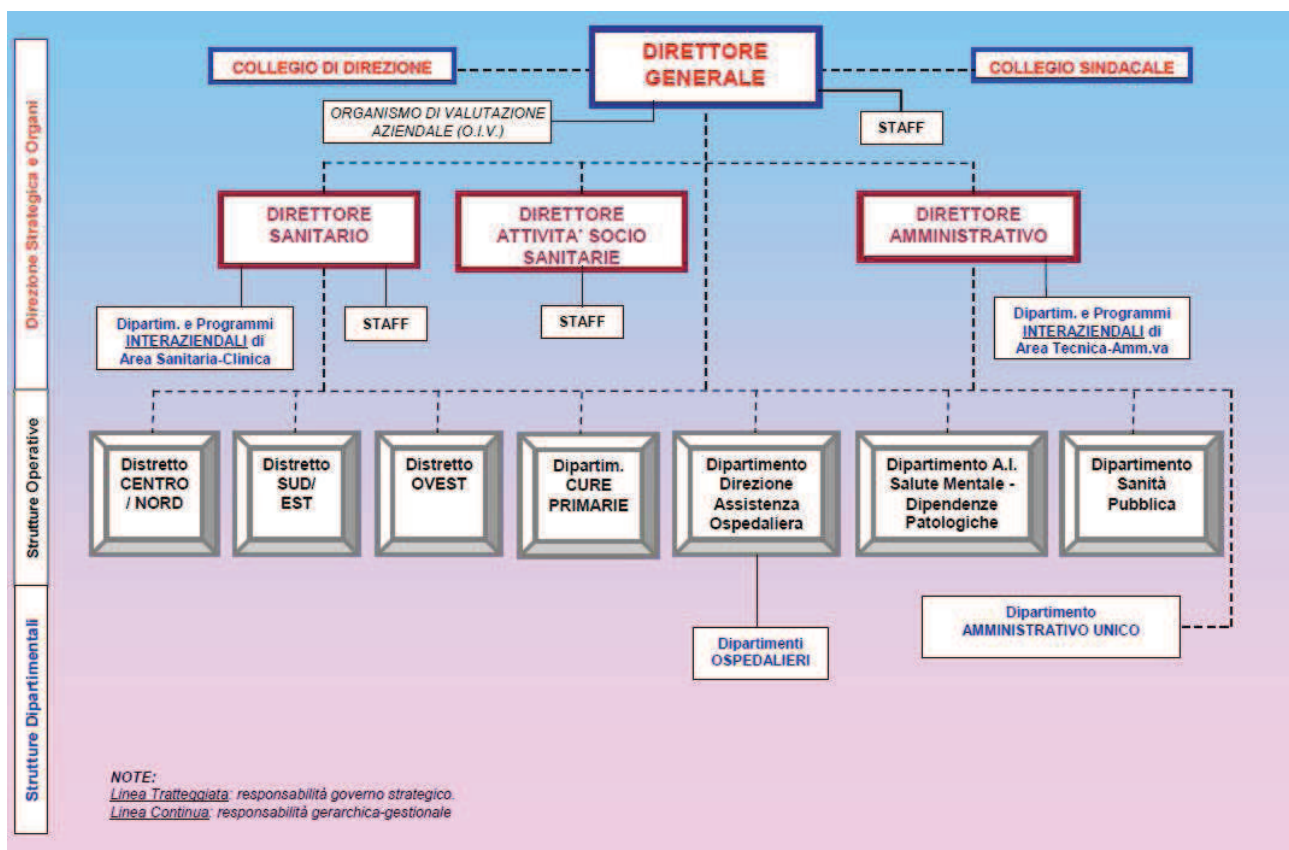 Direzione Strategica e Organi
DIRETTORE
GENERALE
COLLEGIO DI DIREZIONE
COLLEGIO SINDACALE
ORGANISMO DI VALUTAZIONE
AZIENDALE (O.I.V.)
STAFF
DIRETTORE
SANITARIO
DIRETTORE
ATTIVITA' SOCIO
SANITARIE
DIRETTORE
AMMINISTRATIVO
Dipartim. e Programmi
INTERAZIENDALI di
Area Sanitaria-Clinica
STAFF
STAFF
Dipartim. e Programmi
INTERAZIENDALI di
Area Tecnica-Amm.va
Strutture Operative
Distretto
CENTRO
/ NORD
Distretto
SUD/
EST
Distretto
OVEST
Dipartim.
CURE
PRIMARIE
Dipartimento
Direzione
Assistenza
Ospedaliera
Dipartimento A.I.
Salute Mentale -
Dipendenze
Patologiche
Dipartimento
Sanità
Pubblica
Strutture Dipartimentali
Dipartimenti
OSPEDALIERI
Dipartimento
AMMINISTRATIVO UNICO
NOTE:
Linea Tratteggiata: responsabilità governo strategico.
Linea Continua: responsabilità gerarchica-gestionale